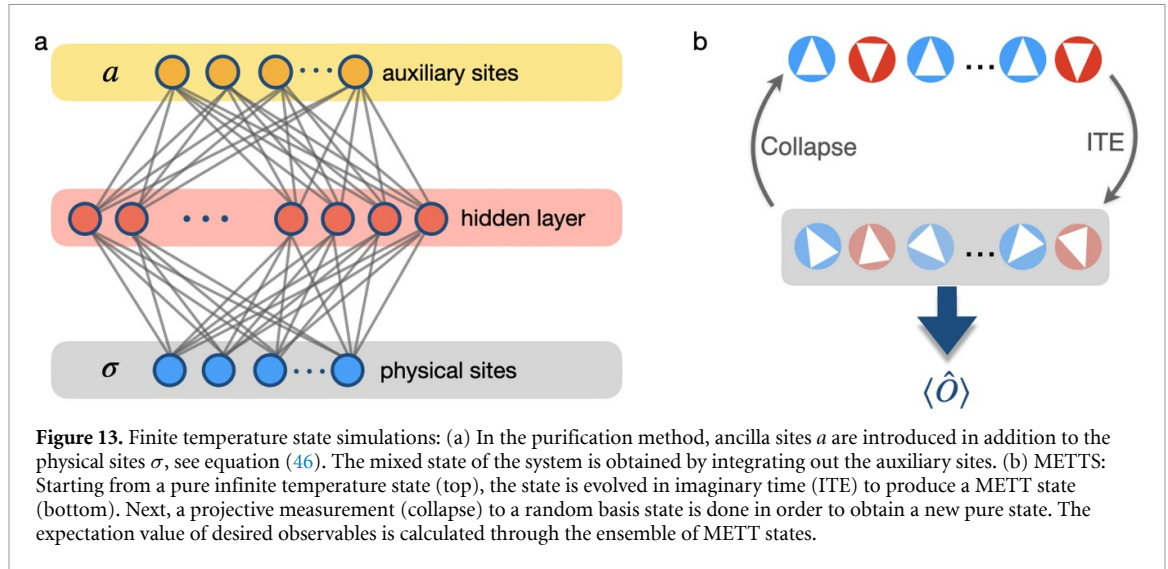 a
a
auxiliary sites
hidden layer
σ
physical sites
b
Collapse
ITE
⟨Ô⟩
Figure 13. Finite temperature state simulations: (a) In the purification method, ancilla sites a are introduced in addition to the
physical sites σ, see equation (46). The mixed state of the system is obtained by integrating out the auxiliary sites. (b) METTS:
Starting from a pure infinite temperature state (top), the state is evolved in imaginary time (ITE) to produce a METT state
(bottom). Next, a projective measurement (collapse) to a random basis state is done in order to obtain a new pure state. The
expectation value of desired observables is calculated through the ensemble of METT states.